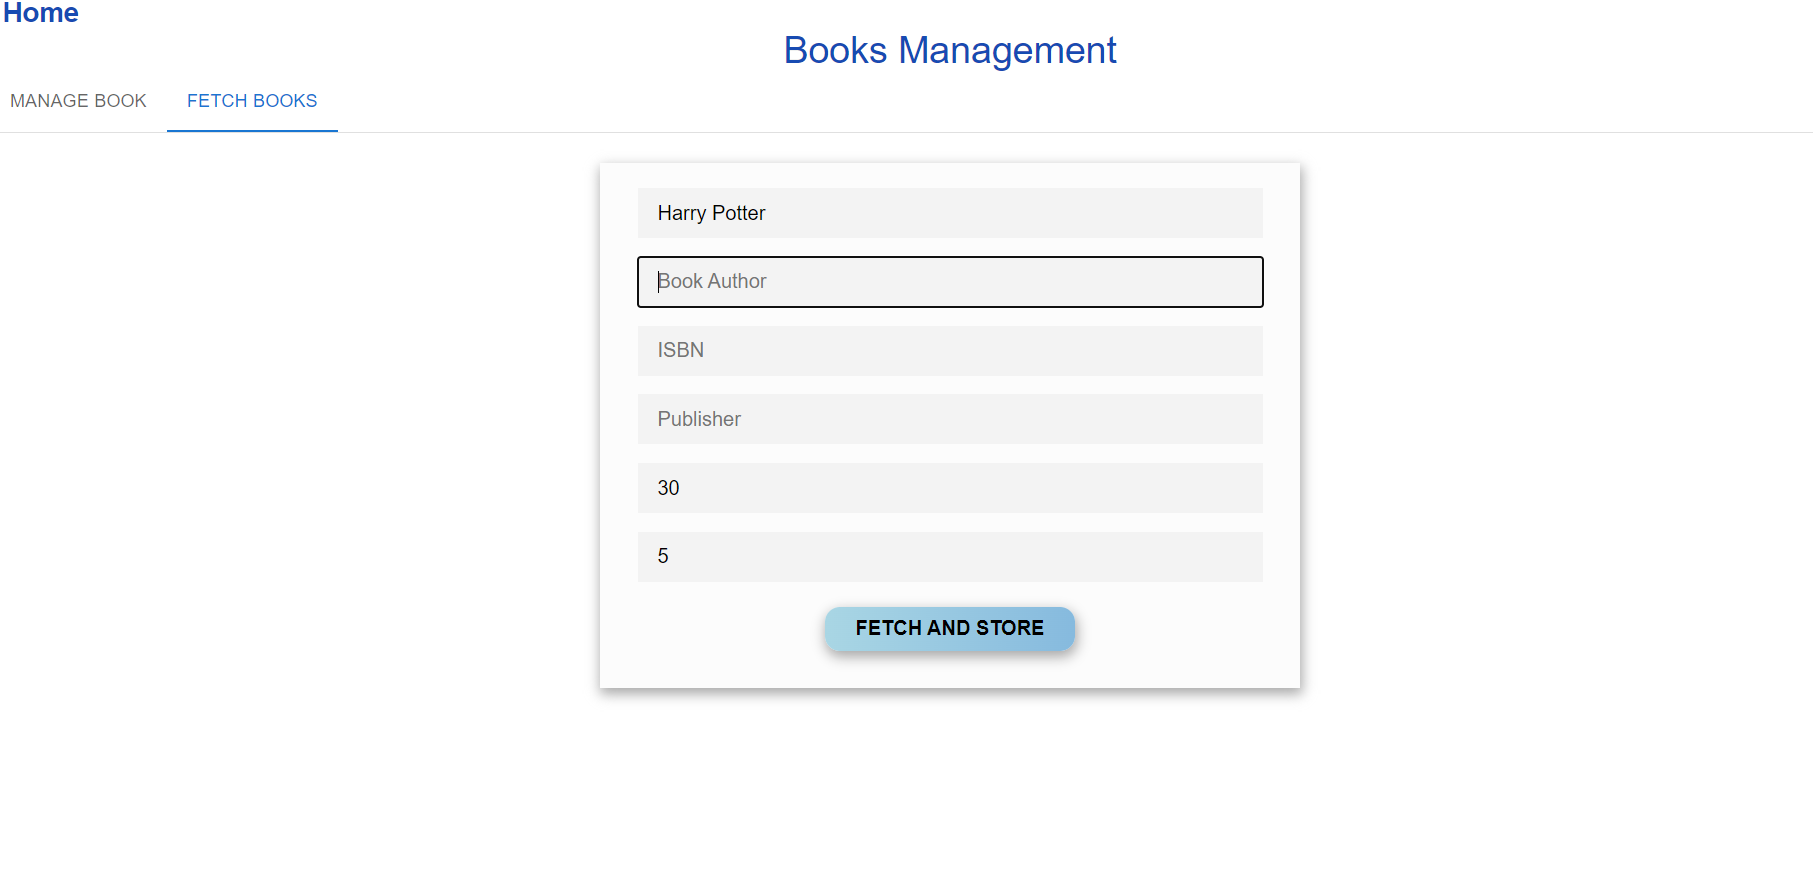 Home
Books Management
MANAGE BOOK
FETCH BOOKS
Harry Potter
Book Author
ISBN
Publisher
30
5
FETCH AND STORE